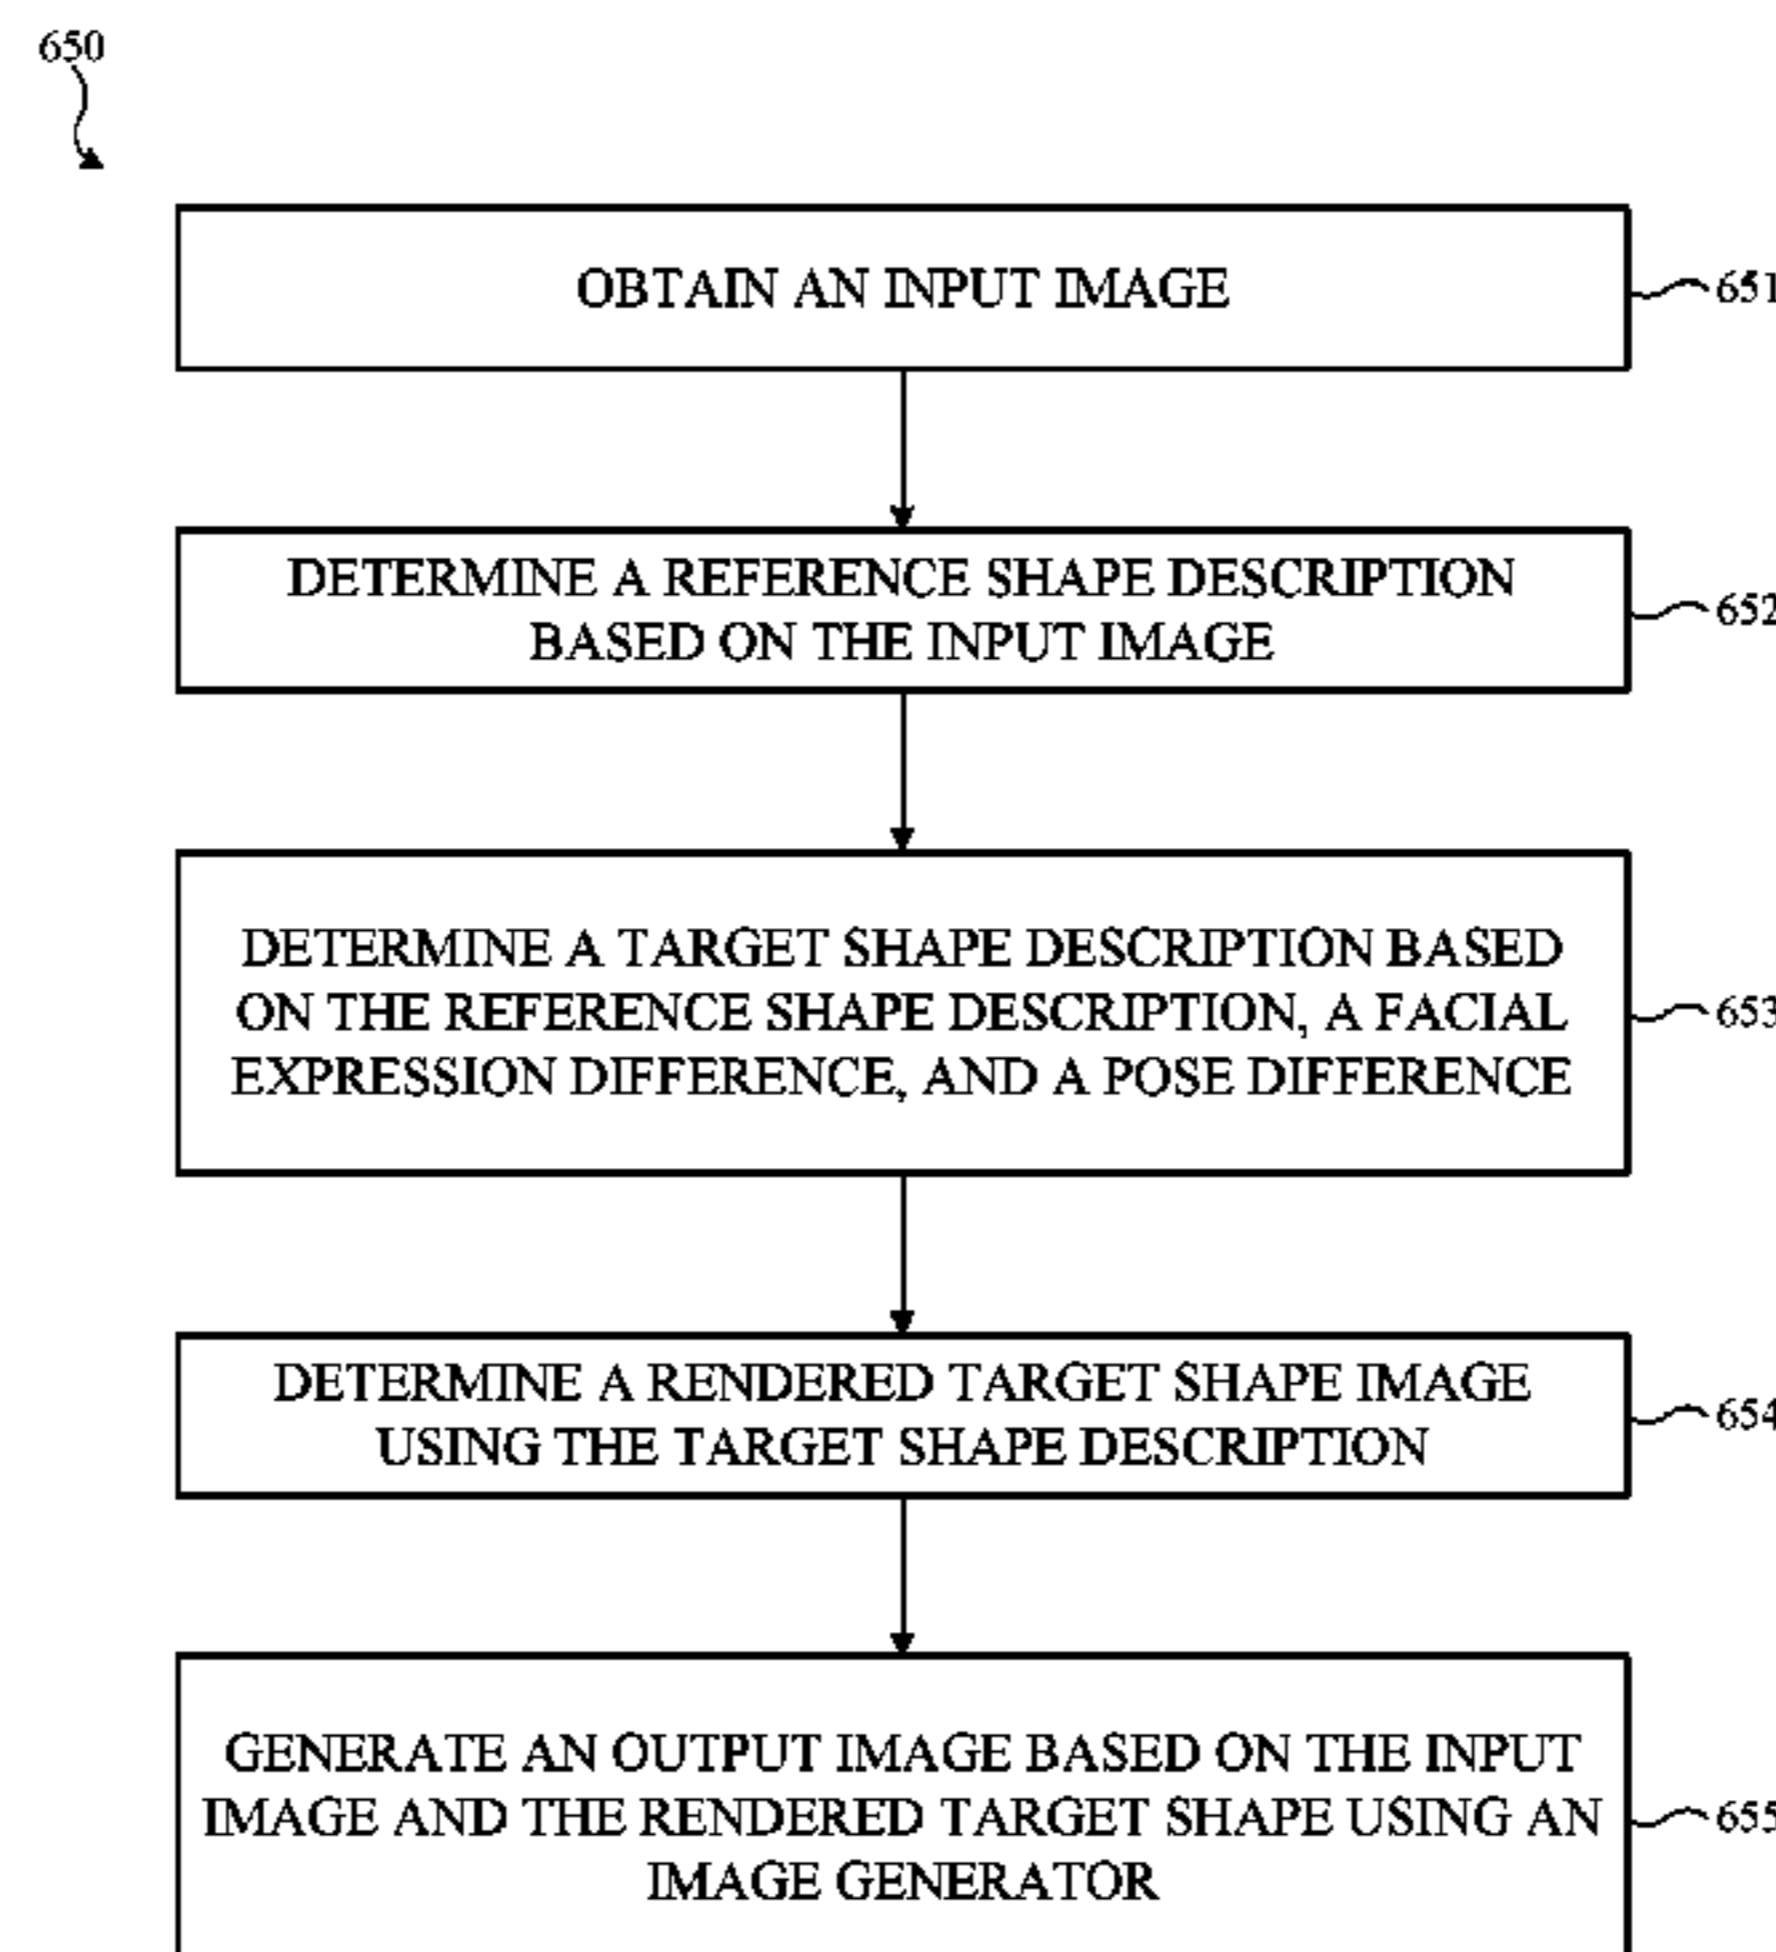 650
OBTAIN AN INPUT IMAGE
651
DETERMINE A REFERENCE SHAPE DESCRIPTION
BASED ON THE INPUT IMAGE
652
DETERMINE A TARGET SHAPE DESCRIPTION BASED
ON THE REFERENCE SHAPE DESCRIPTION, A FACIAL
EXPRESSION DIFFERENCE, AND A POSE DIFFERENCE
653
DETERMINE A RENDERED TARGET SHAPE IMAGE
USING THE TARGET SHAPE DESCRIPTION
654
GENERATE AN OUTPUT IMAGE BASED ON THE INPUT
IMAGE AND THE RENDERED TARGET SHAPE USING AN
IMAGE GENERATOR
655